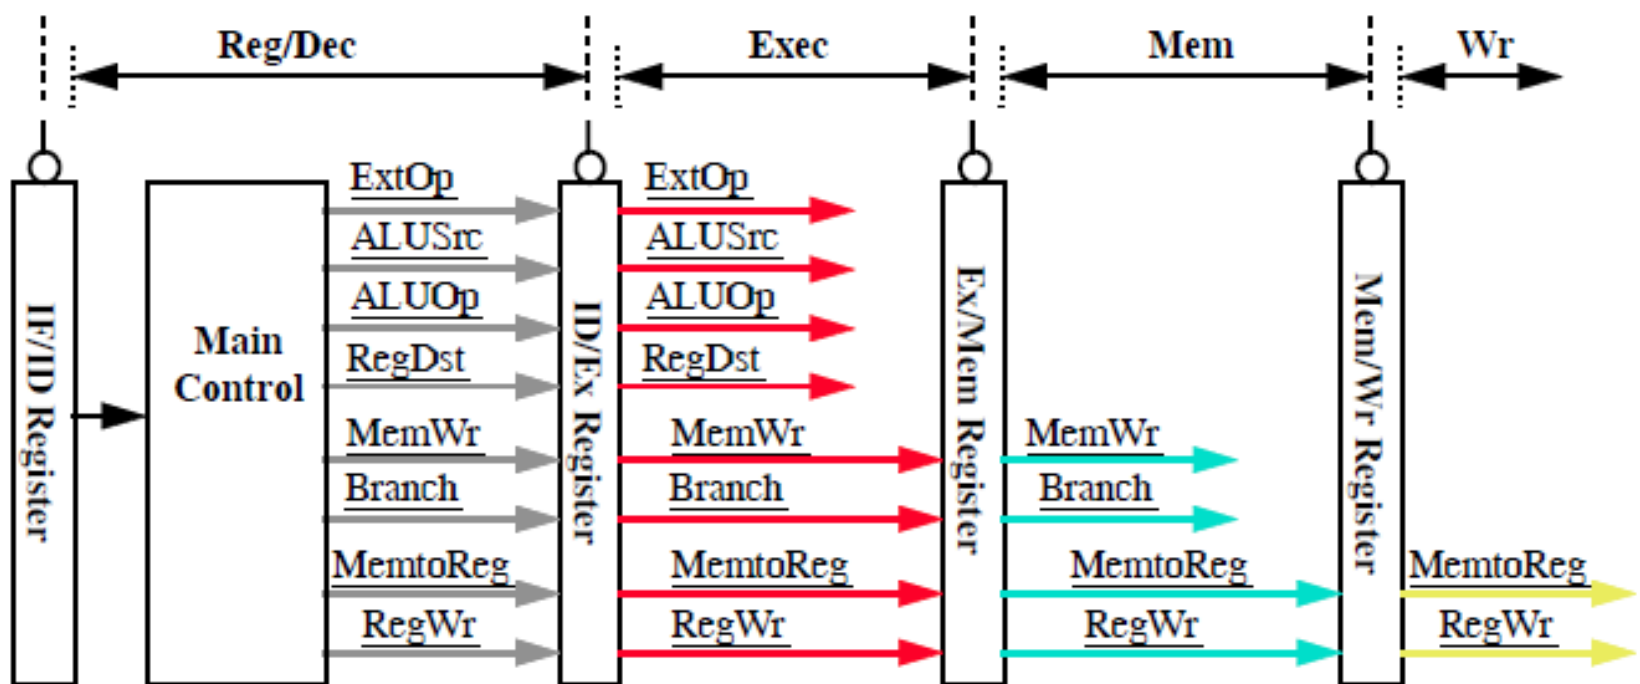 Reg/Dec
Exec
Mem
Wr
IF/ID Register
Main
Control
ExtOp
ALUSrc
ALUOp
RegDst
MemWr
Branch
MemtoReg
RegWr
ID/Ex Register
ExtOp
ALUSrc
ALUOp
RegDst
MemWr
Branch
MemtoReg
RegWr
Ex/Mem Register
MemWr
Branch
MemtoReg
RegWr
Mem/Wr Register
MemtoReg
RegWr